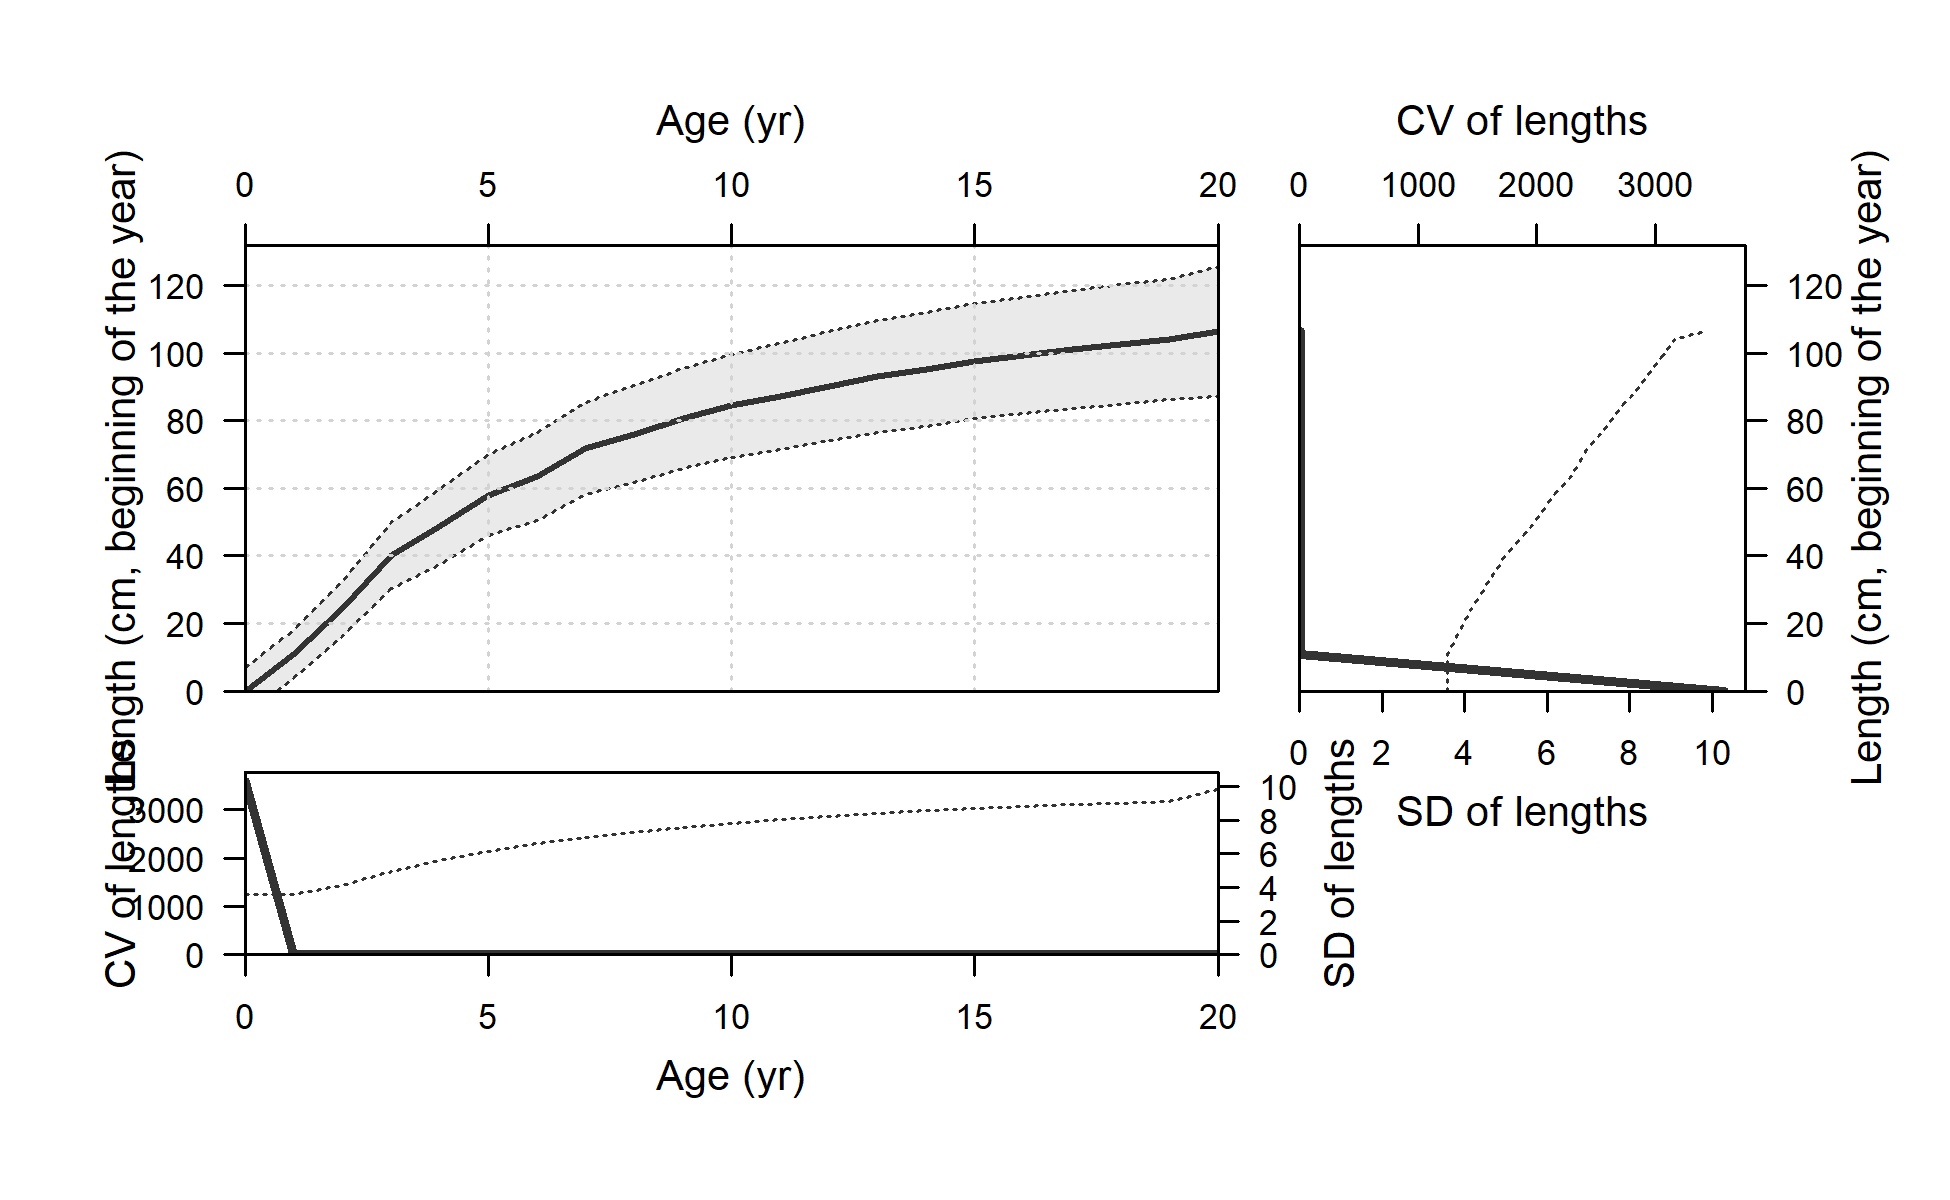 Age (yr)
0 5 10 15 20
Length (cm, beginning of the year)
120
100
80
60
40
20
0
CV of lengths
0 1000 2000 3000
120
100
80
60
40
20
0
Length (cm, beginning of the year)
0 2 4 6 8 10
SD of lengths
CV of lengths
3000
2000
1000
0
10
8
6
4
2
0
SD of lengths
0 5 10 15 20
Age (yr)